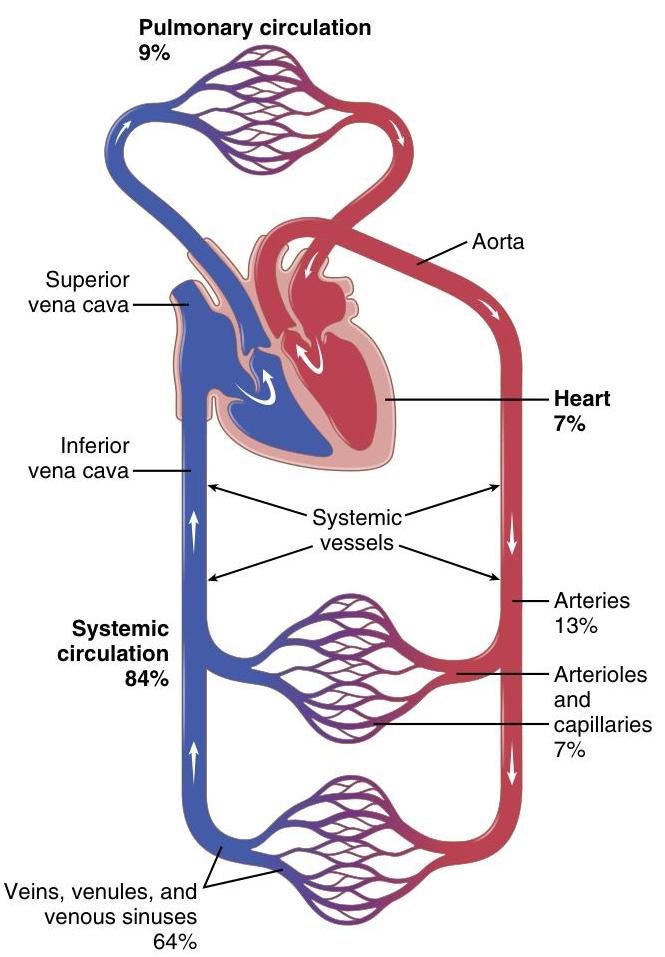 Pulmonary circulation
9%
Aorta
Superior
vena cava
Heart
7%
Inferior
vena cava
Systemic
vessels
Arteries
13%
Systemic
circulation
84%
Arterioles
and
capillaries
7%
Veins, venules, and
venous sinuses
64%